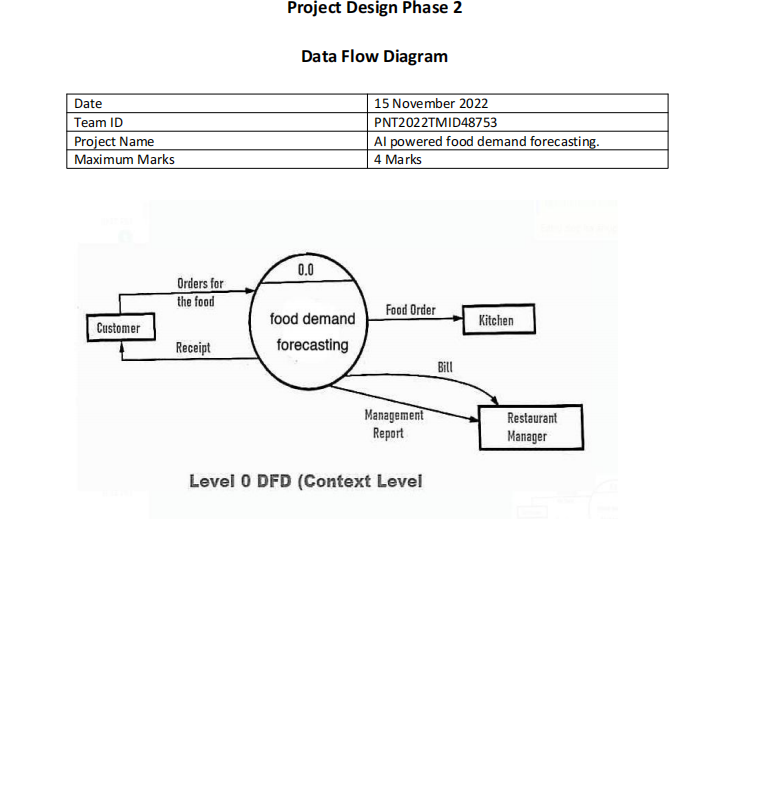 Project Design Phase 2
Data Flow Diagram
Date 15 November 2022
Team ID PNT2022TMID48753
Project Name AI powered food demand forecasting.
Maximum Marks 4 Marks
0.0
Orders for
the food
food demand
forecasting
Customer
Receipt
Food Order
Kitchen
Bill
Management
Report
Restaurant
Manager
Level 0 DFD (Context Level